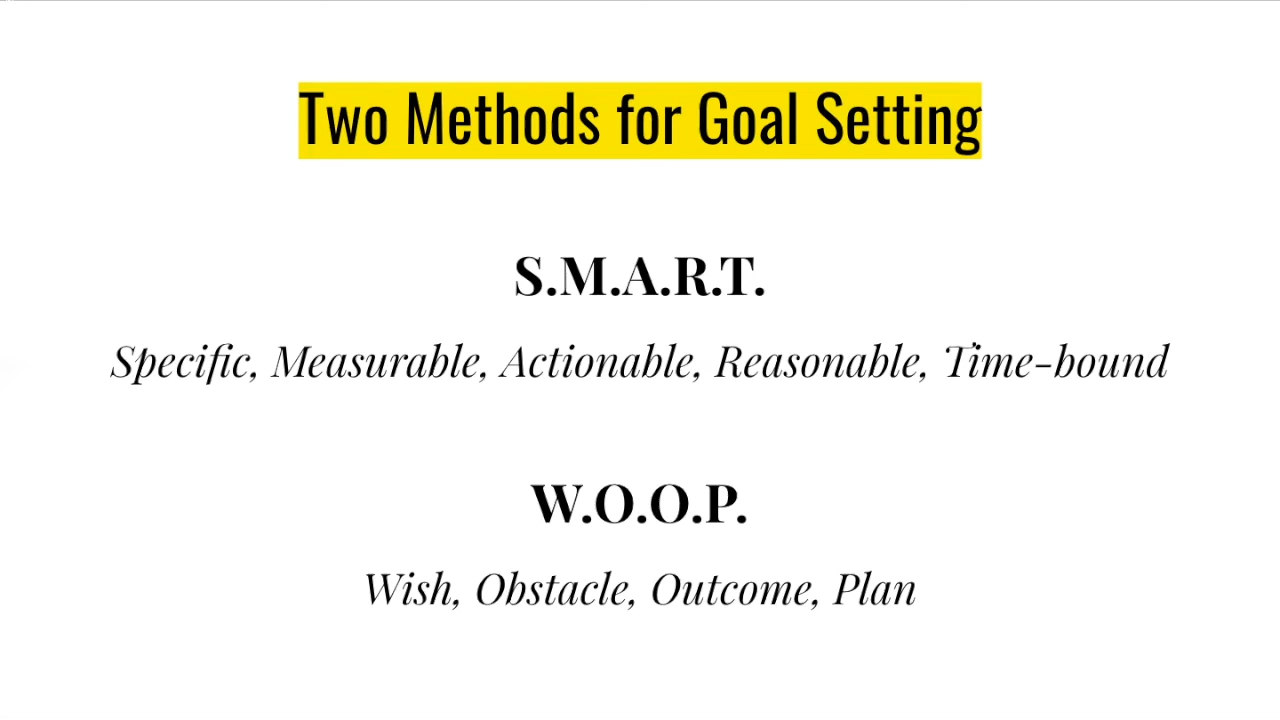 Two Methods for Goal Setting
S.M.A.R.T.
Specific, Measurable, Actionable, Reasonable, Time-bound
W.O.O.P.
Wish, Obstacle, Outcome, Plan